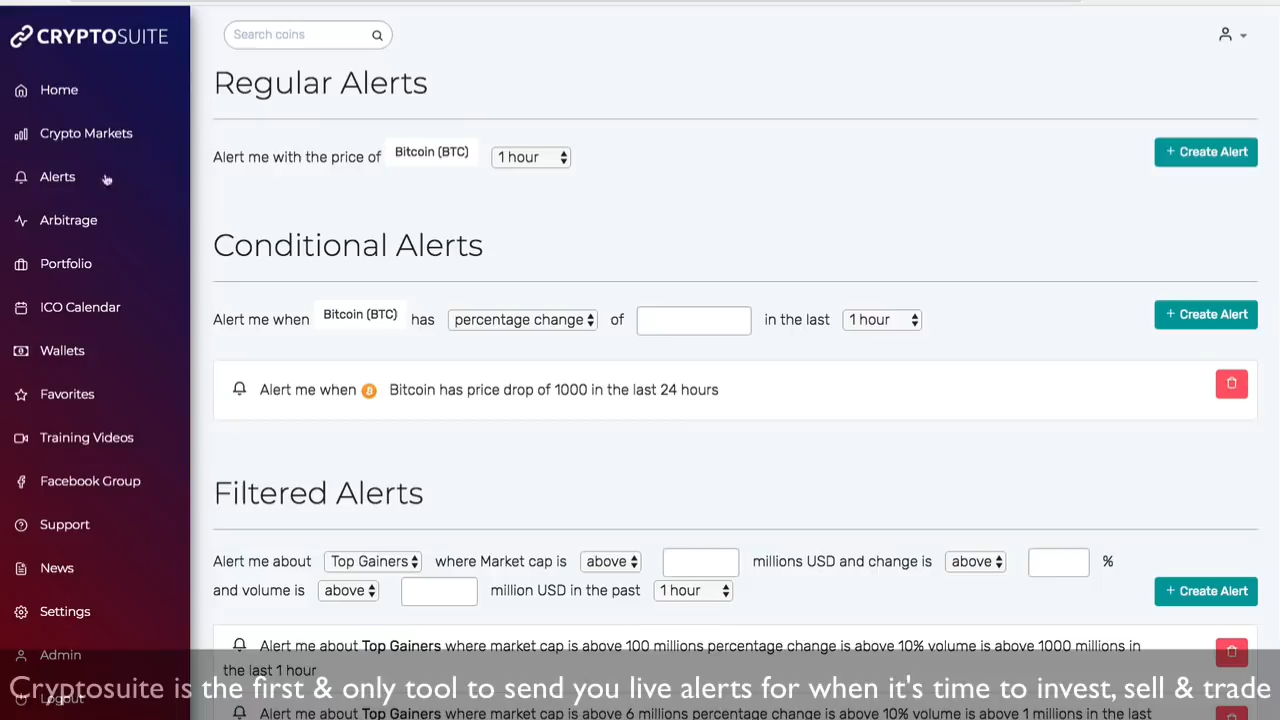 CRYPTOSUITE
Search coins
Home
Crypto Markets
Alerts
Arbitrage
Portfolio
ICO Calendar
Wallets
Favorites
Training Videos
Facebook Group
Support
News
Settings
Admin
Logout
Regular Alerts
Alert me with the price of Bitcoin (BTC) 1 hour
+ Create Alert
Conditional Alerts
Alert me when Bitcoin (BTC) has percentage change of in the last 1 hour
+ Create Alert
Alert me when Bitcoin has price drop of 1000 in the last 24 hours
Filtered Alerts
Alert me about Top Gainers where Market cap is above millions USD and change is above %
and volume is above million USD in the past 1 hour
+ Create Alert
Alert me about Top Gainers where market cap is above 100 millions percentage change is above 10% volume is above 1000 millions in
the last 1 hour
Cryptosuite is the first & only tool to send you live alerts for when it's time to invest, sell & trade
Alert me about Top Gainers where market cap is above 6 millions percentage change is above 10% volume is above 1 millions in the last